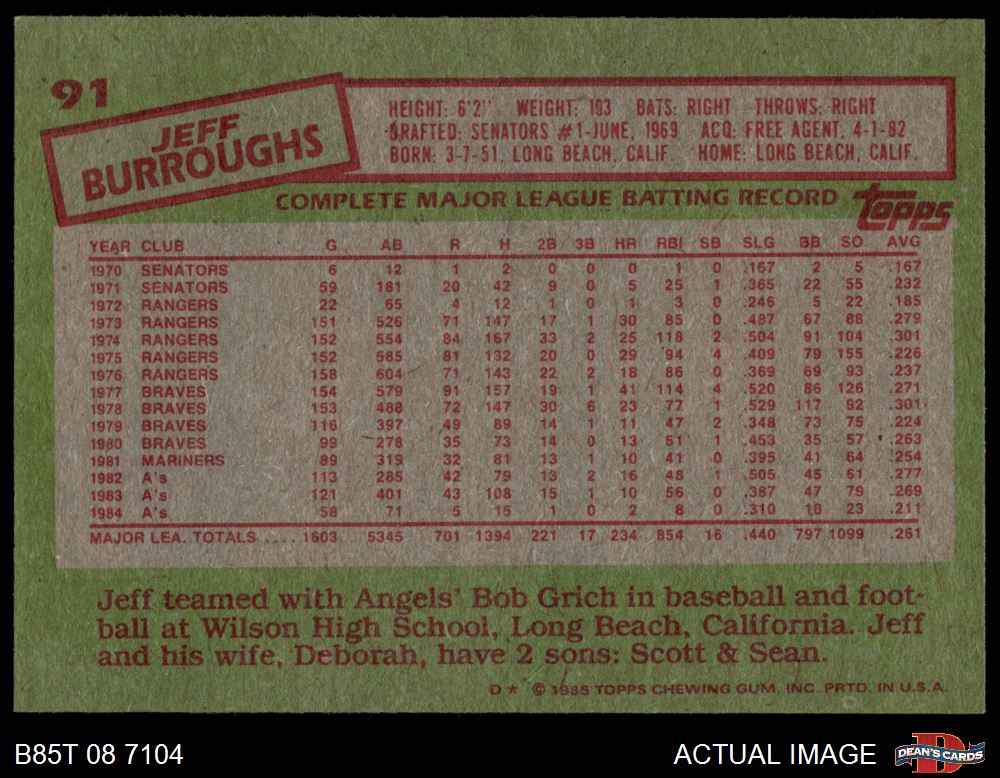 91
JEFF
BURROUGHS
HEIGHT: 6'2" WEIGHT: 193 BATS: RIGHT THROWS: RIGHT
DRAFTED: SENATORS #1-JUNE, 1969 ACQ: FREE AGENT, 4-1-82
BORN: 3-7-51, LONG BEACH, CALIF. HOME: LONG BEACH, CALIF.
COMPLETE MAJOR LEAGUE BATTING RECORD
topps
YEAR CLUB G AB R H 2B 3B HR RBI SB SLG BB SO AVG
1970 SENATORS 6 12 1 2 0 0 0 1 0 .167 2 5 .167
1971 SENATORS 59 181 20 42 9 0 5 25 1 .365 22 55 .232
1972 RANGERS 22 65 4 12 1 0 1 3 0 .246 5 22 .185
1973 RANGERS 151 526 71 147 17 1 30 85 0 .487 67 88 .279
1974 RANGERS 152 554 84 167 33 2 25 118 2 .504 91 104 .301
1975 RANGERS 152 585 81 132 20 0 29 94 4 .409 79 155 .226
1976 RANGERS 158 604 71 143 22 2 18 86 0 .369 69 93 .237
1977 BRAVES 154 579 91 157 19 1 41 114 4 .520 86 126 .271
1978 BRAVES 153 488 72 147 30 6 23 77 1 .529 117 92 .301
1979 BRAVES 116 397 49 89 14 1 11 47 2 .348 73 75 .224
1980 BRAVES 99 278 35 73 14 0 13 51 1 .453 35 57 .263
1981 MARINERS 89 319 32 81 13 1 10 41 0 .395 41 64 .254
1982 A's 113 285 42 79 13 2 16 48 1 .505 45 61 .277
1983 A's 121 401 43 108 15 1 10 56 0 .387 47 79 .269
1984 A's 58 71 5 15 1 0 2 8 0 .310 18 23 .211
MAJOR LEA. TOTALS .... 1603 5345 701 1394 221 17 234 854 16 .440 797 1099 .261
Jeff teamed with Angels' Bob Grich in baseball and foot-
ball at Wilson High School, Long Beach, California. Jeff
and his wife, Deborah, have 2 sons: Scott & Sean.
D* © 1985 TOPPS CHEWING GUM, INC. PRTD. IN U.S.A.
B85T 08 7104 ACTUAL IMAGE DEAN'S CARDS